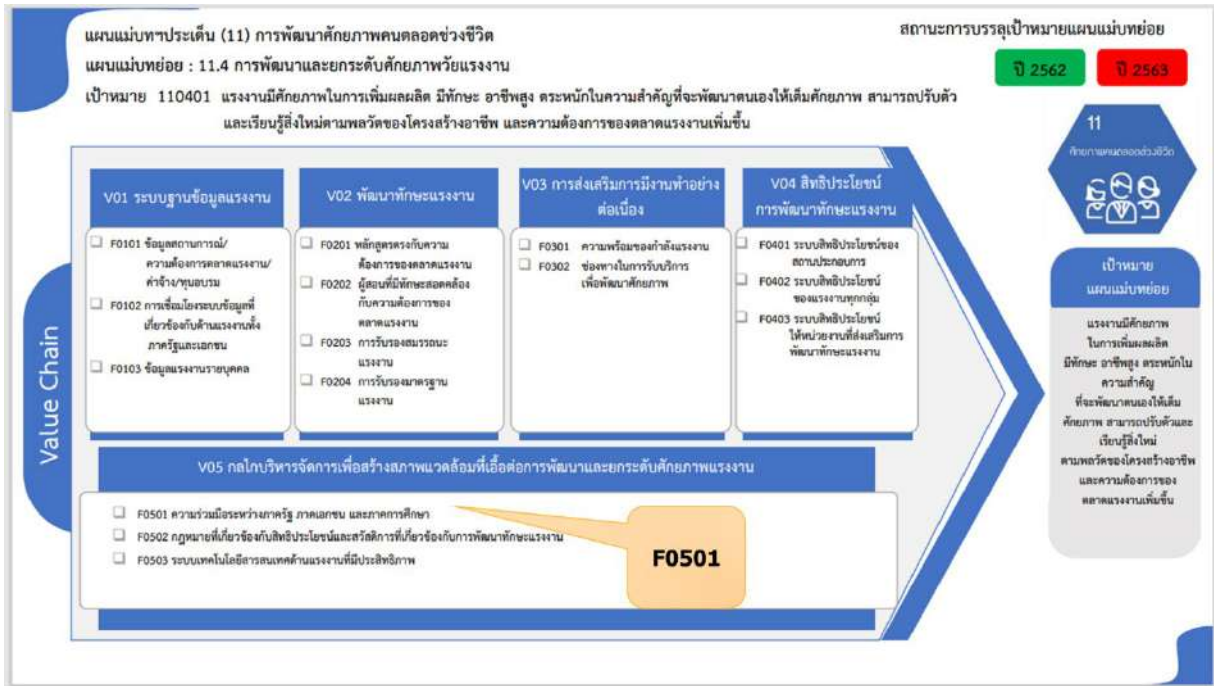 แผนแม่บทฯประเด็น (11) การพัฒนาศักยภาพคนตลอดช่วงชีวิต
สถานะการบรรลุเป้าหมายแผนแม่บทย่อย
แผนแม่บทย่อย : 11.4 การพัฒนาและยกระดับศักยภาพวัยแรงงาน
ปี 2562
ปี 2563
เป้าหมาย 110401 แรงงานมีศักยภาพในการเพิ่มผลผลิต มีทักษะ อาชีพสูง ตระหนักในความสำคัญที่จะพัฒนาตนเองให้เต็มศักยภาพ สามารถปรับตัว
และเรียนรู้สิ่งใหม่ตามพลวัตของโครงสร้างอาชีพ และความต้องการของตลาดแรงงานเพิ่มขึ้น
11
ศักยภาพคนตลอดช่วงชีวิต
Value Chain
V01 ระบบฐานข้อมูลแรงงาน
F0101 ข้อมูลสถานการณ์/
ความต้องการตลาดแรงงาน/
ค่าจ้าง/ทุนอบรม
F0102 การเชื่อมโยงระบบข้อมูลที่
เกี่ยวข้องกับด้านแรงงานทั้ง
ภาครัฐและเอกชน
F0103 ข้อมูลแรงงานรายบุคคล
V02 พัฒนาทักษะแรงงาน
F0201 หลักสูตรตรงกับความ
ต้องการของตลาดแรงงาน
F0202 ผู้สอนที่มีทักษะสอดคล้อง
กับความต้องการของ
ตลาดแรงงาน
F0203 การรับรองสมรรถนะ
แรงงาน
F0204 การรับรองมาตรฐาน
แรงงาน
V03 การส่งเสริมการมีงานทำอย่าง
ต่อเนื่อง
F0301 ความพร้อมของกำลังแรงงาน
F0302 ช่องทางในการรับบริการ
เพื่อพัฒนาศักยภาพ
V04 สิทธิประโยชน์
การพัฒนาทักษะแรงงาน
F0401 ระบบสิทธิประโยชน์ของ
สถานประกอบการ
F0402 ระบบสิทธิประโยชน์
ของแรงงานทุกกลุ่ม
F0403 ระบบสิทธิประโยชน์
ให้หน่วยงานที่ส่งเสริมการ
พัฒนาทักษะแรงงาน
V05 กลไกบริหารจัดการเพื่อสร้างสภาพแวดล้อมที่เอื้อต่อการพัฒนาและยกระดับศักยภาพแรงงาน
F0501 ความร่วมมือระหว่างภาครัฐ ภาคเอกชน และภาคการศึกษา
F0502 กฎหมายที่เกี่ยวข้องกับสิทธิประโยชน์และสวัสดิการที่เกี่ยวข้องกับการพัฒนาทักษะแรงงาน
F0503 ระบบเทคโนโลยีสารสนเทศด้านแรงงานที่มีประสิทธิภาพ
F0501
เป้าหมาย
แผนแม่บทย่อย
แรงงานมีศักยภาพ
ในการเพิ่มผลผลิต
มีทักษะ อาชีพสูง ตระหนักใน
ความสำคัญ
ที่จะพัฒนาตนเองให้เต็ม
ศักยภาพ สามารถปรับตัวและ
เรียนรู้สิ่งใหม่
ตามพลวัตของโครงสร้างอาชีพ
และความต้องการของ
ตลาดแรงงานเพิ่มขึ้น